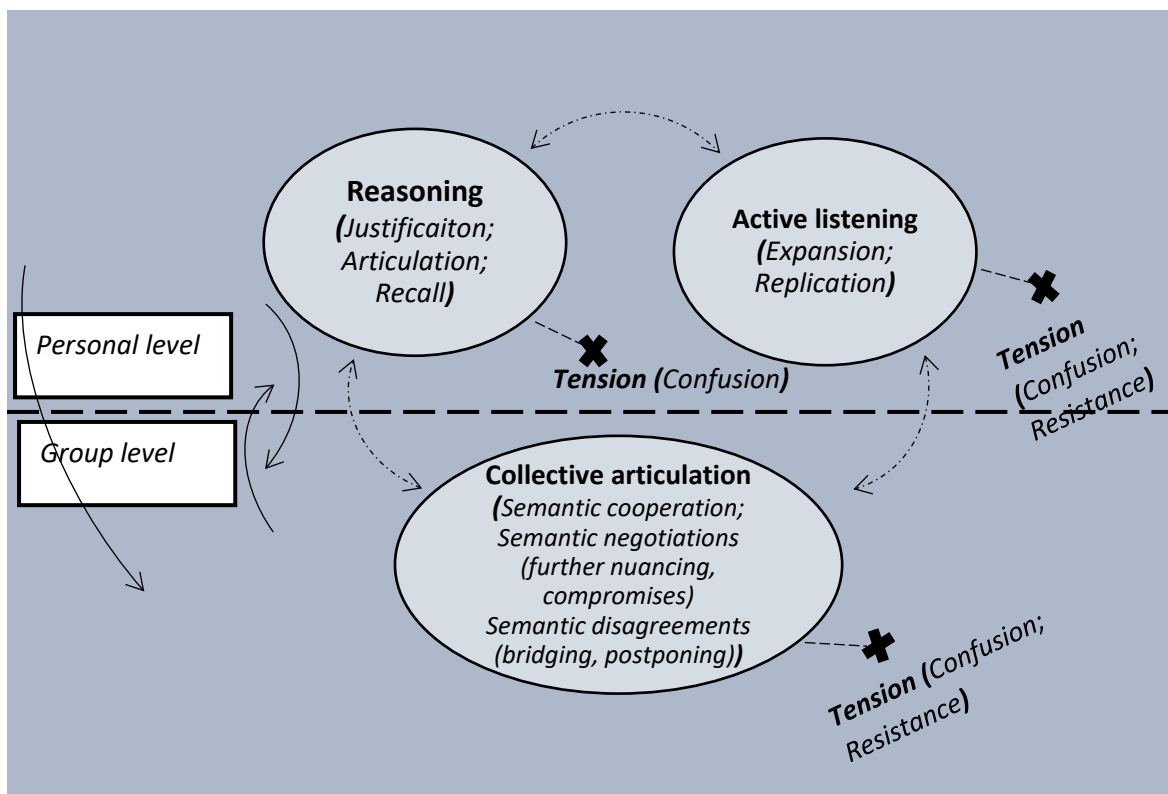 Reasoning
(Justificaiton;
Articulation;
Recall)
Active listening
(Expansion;
Replication)
Personal level
Tension (Confusion)
Tension
(Confusion;
Resistance)
Group level
Collective articulation
(Semantic cooperation;
Semantic negotiations
(further nuancing,
compromises)
Semantic disagreements
(bridging, postponing))
Tension (Confusion;
Resistance)